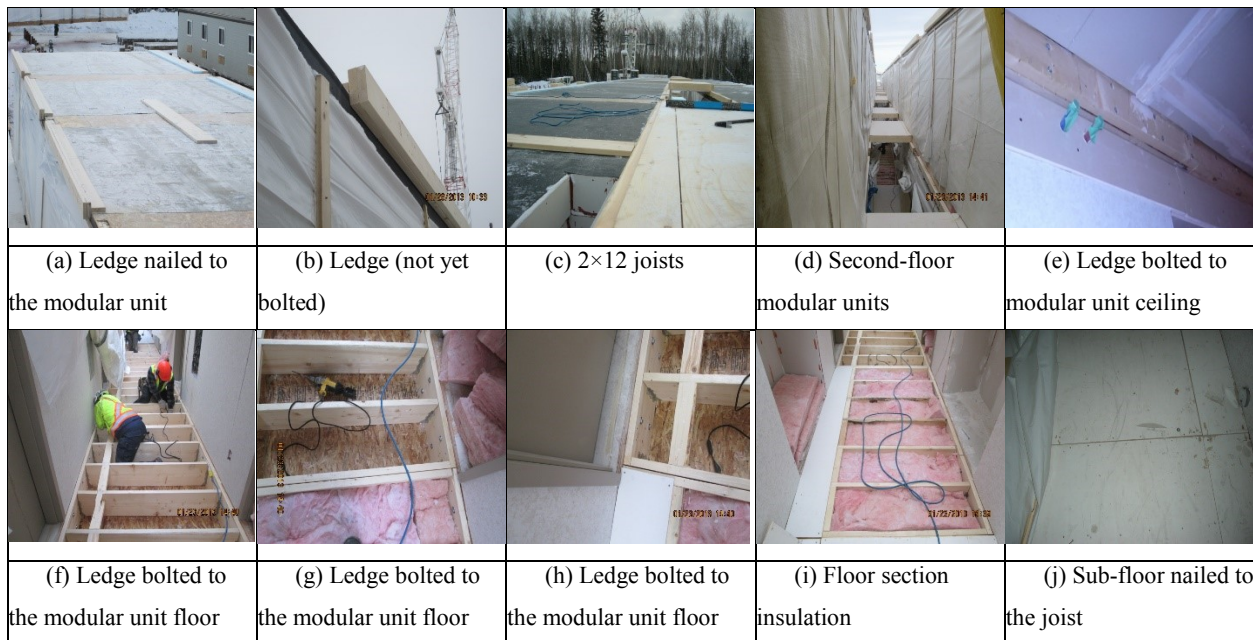 (a) Ledge nailed to
the modular unit
(b) Ledge (not yet
bolted)
(c) 2×12 joists
(d) Second-floor
modular units
(e) Ledge bolted to
modular unit ceiling
(f) Ledge bolted to
the modular unit floor
(g) Ledge bolted to
the modular unit floor
(h) Ledge bolted to
the modular unit floor
(i) Floor section
insulation
(j) Sub-floor nailed to
the joist